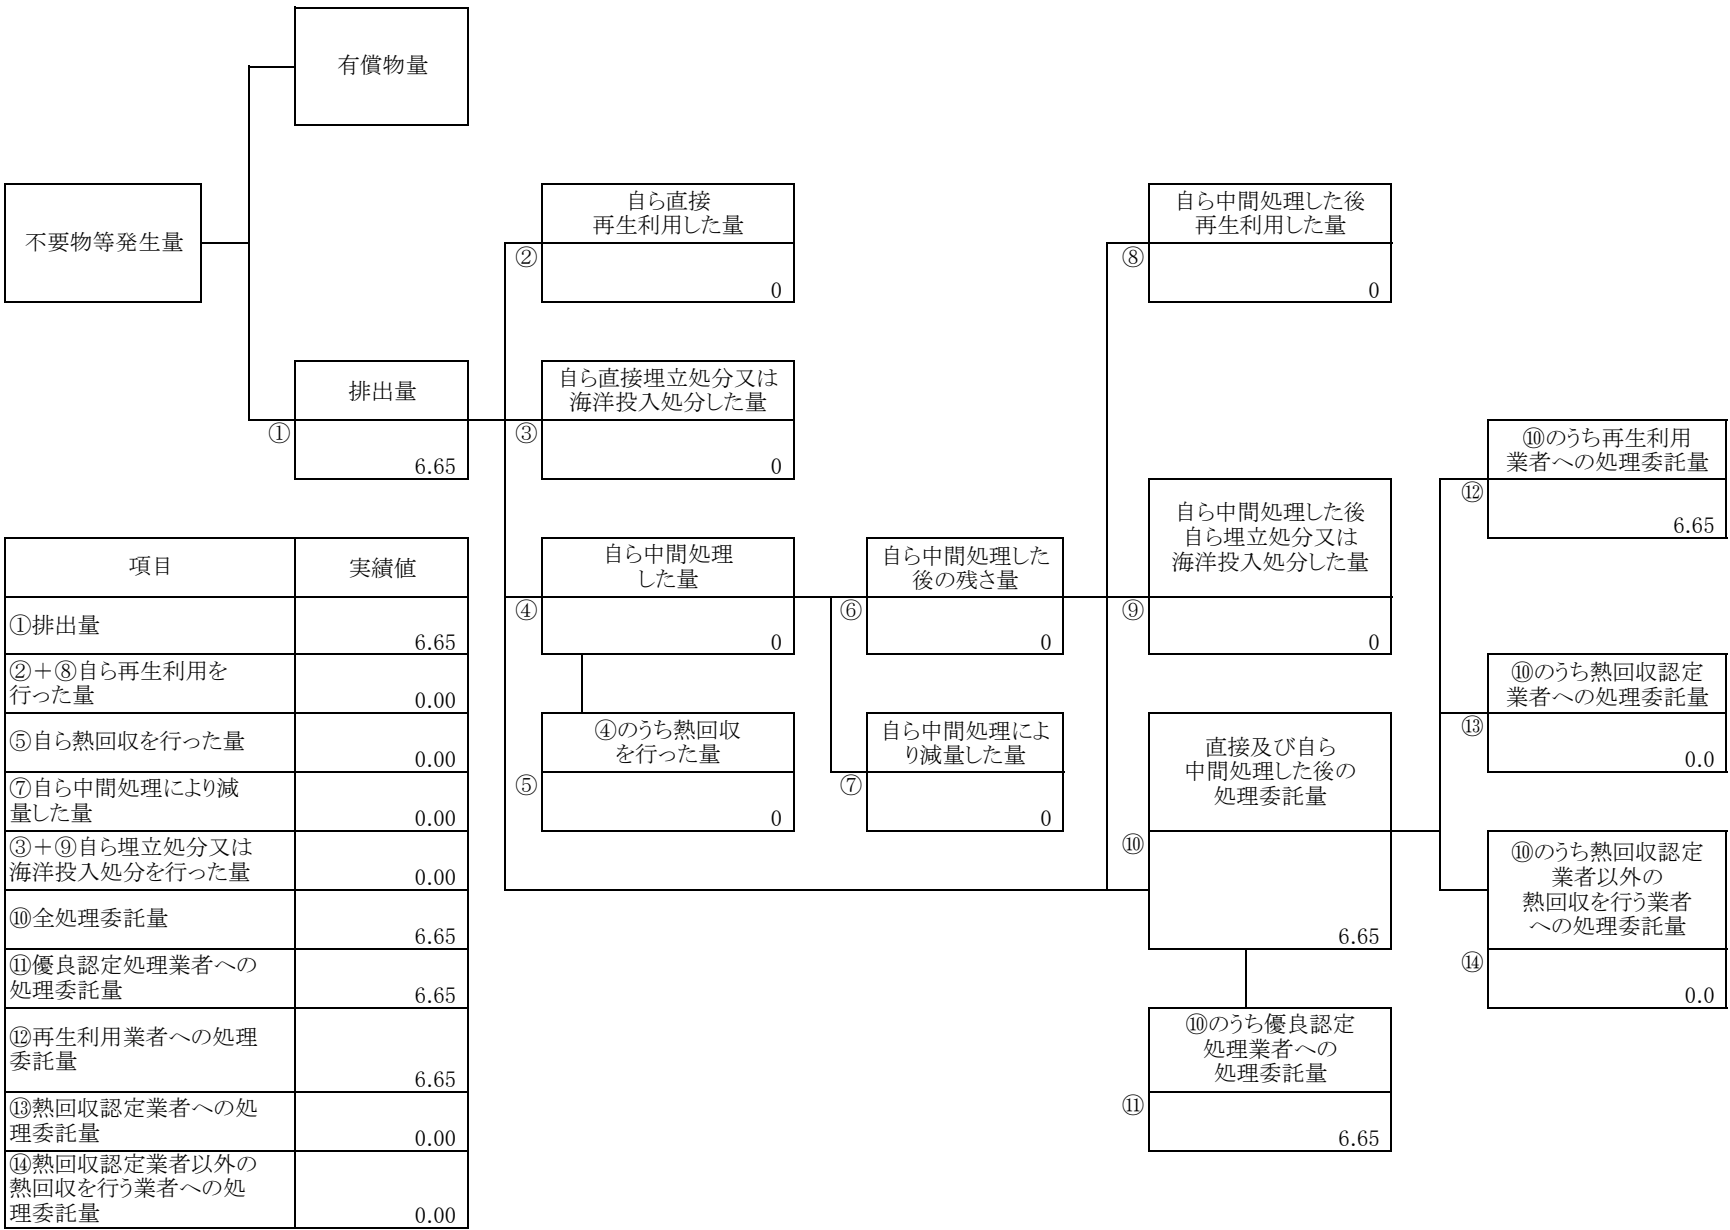 有償物量
不要物等発生量
自ら直接
再生利用した量
②
0
自ら中間処理した後
再生利用した量
⑧
0
排出量
①
6.65
自ら直接埋立処分又は
海洋投入処分した量
③
0
⑩のうち再生利用
業者への処理委託量
⑫
6.65
自ら中間処理
した量
④
0
自ら中間処理した
後の残さ量
⑥
0
自ら中間処理した後
自ら埋立処分又は
海洋投入処分した量
⑨
0
⑩のうち熱回収認定
業者への処理委託量
⑬
0.0
④のうち熱回収
を行った量
⑤
0
自ら中間処理によ
り減量した量
⑦
0
直接及び自ら
中間処理した後の
処理委託量
⑩
6.65
⑩のうち熱回収認定
業者以外の
熱回収を行う業者
への処理委託量
⑭
0.0
⑩のうち優良認定
処理業者への
処理委託量
⑪
6.65
項目 実績値
①排出量
6.65
②＋⑧自ら再生利用を
行った量 0.00
⑤自ら熱回収を行った量
0.00
⑦自ら中間処理により減
量した量 0.00
③＋⑨自ら埋立処分又は
海洋投入処分を行った量 0.00
⑩全処理委託量
6.65
⑪優良認定処理業者への
処理委託量 6.65
⑫再生利用業者への処理
委託量
6.65
⑬熱回収認定業者への処
理委託量 0.00
⑭熱回収認定業者以外の
熱回収を行う業者への処
理委託量 0.00